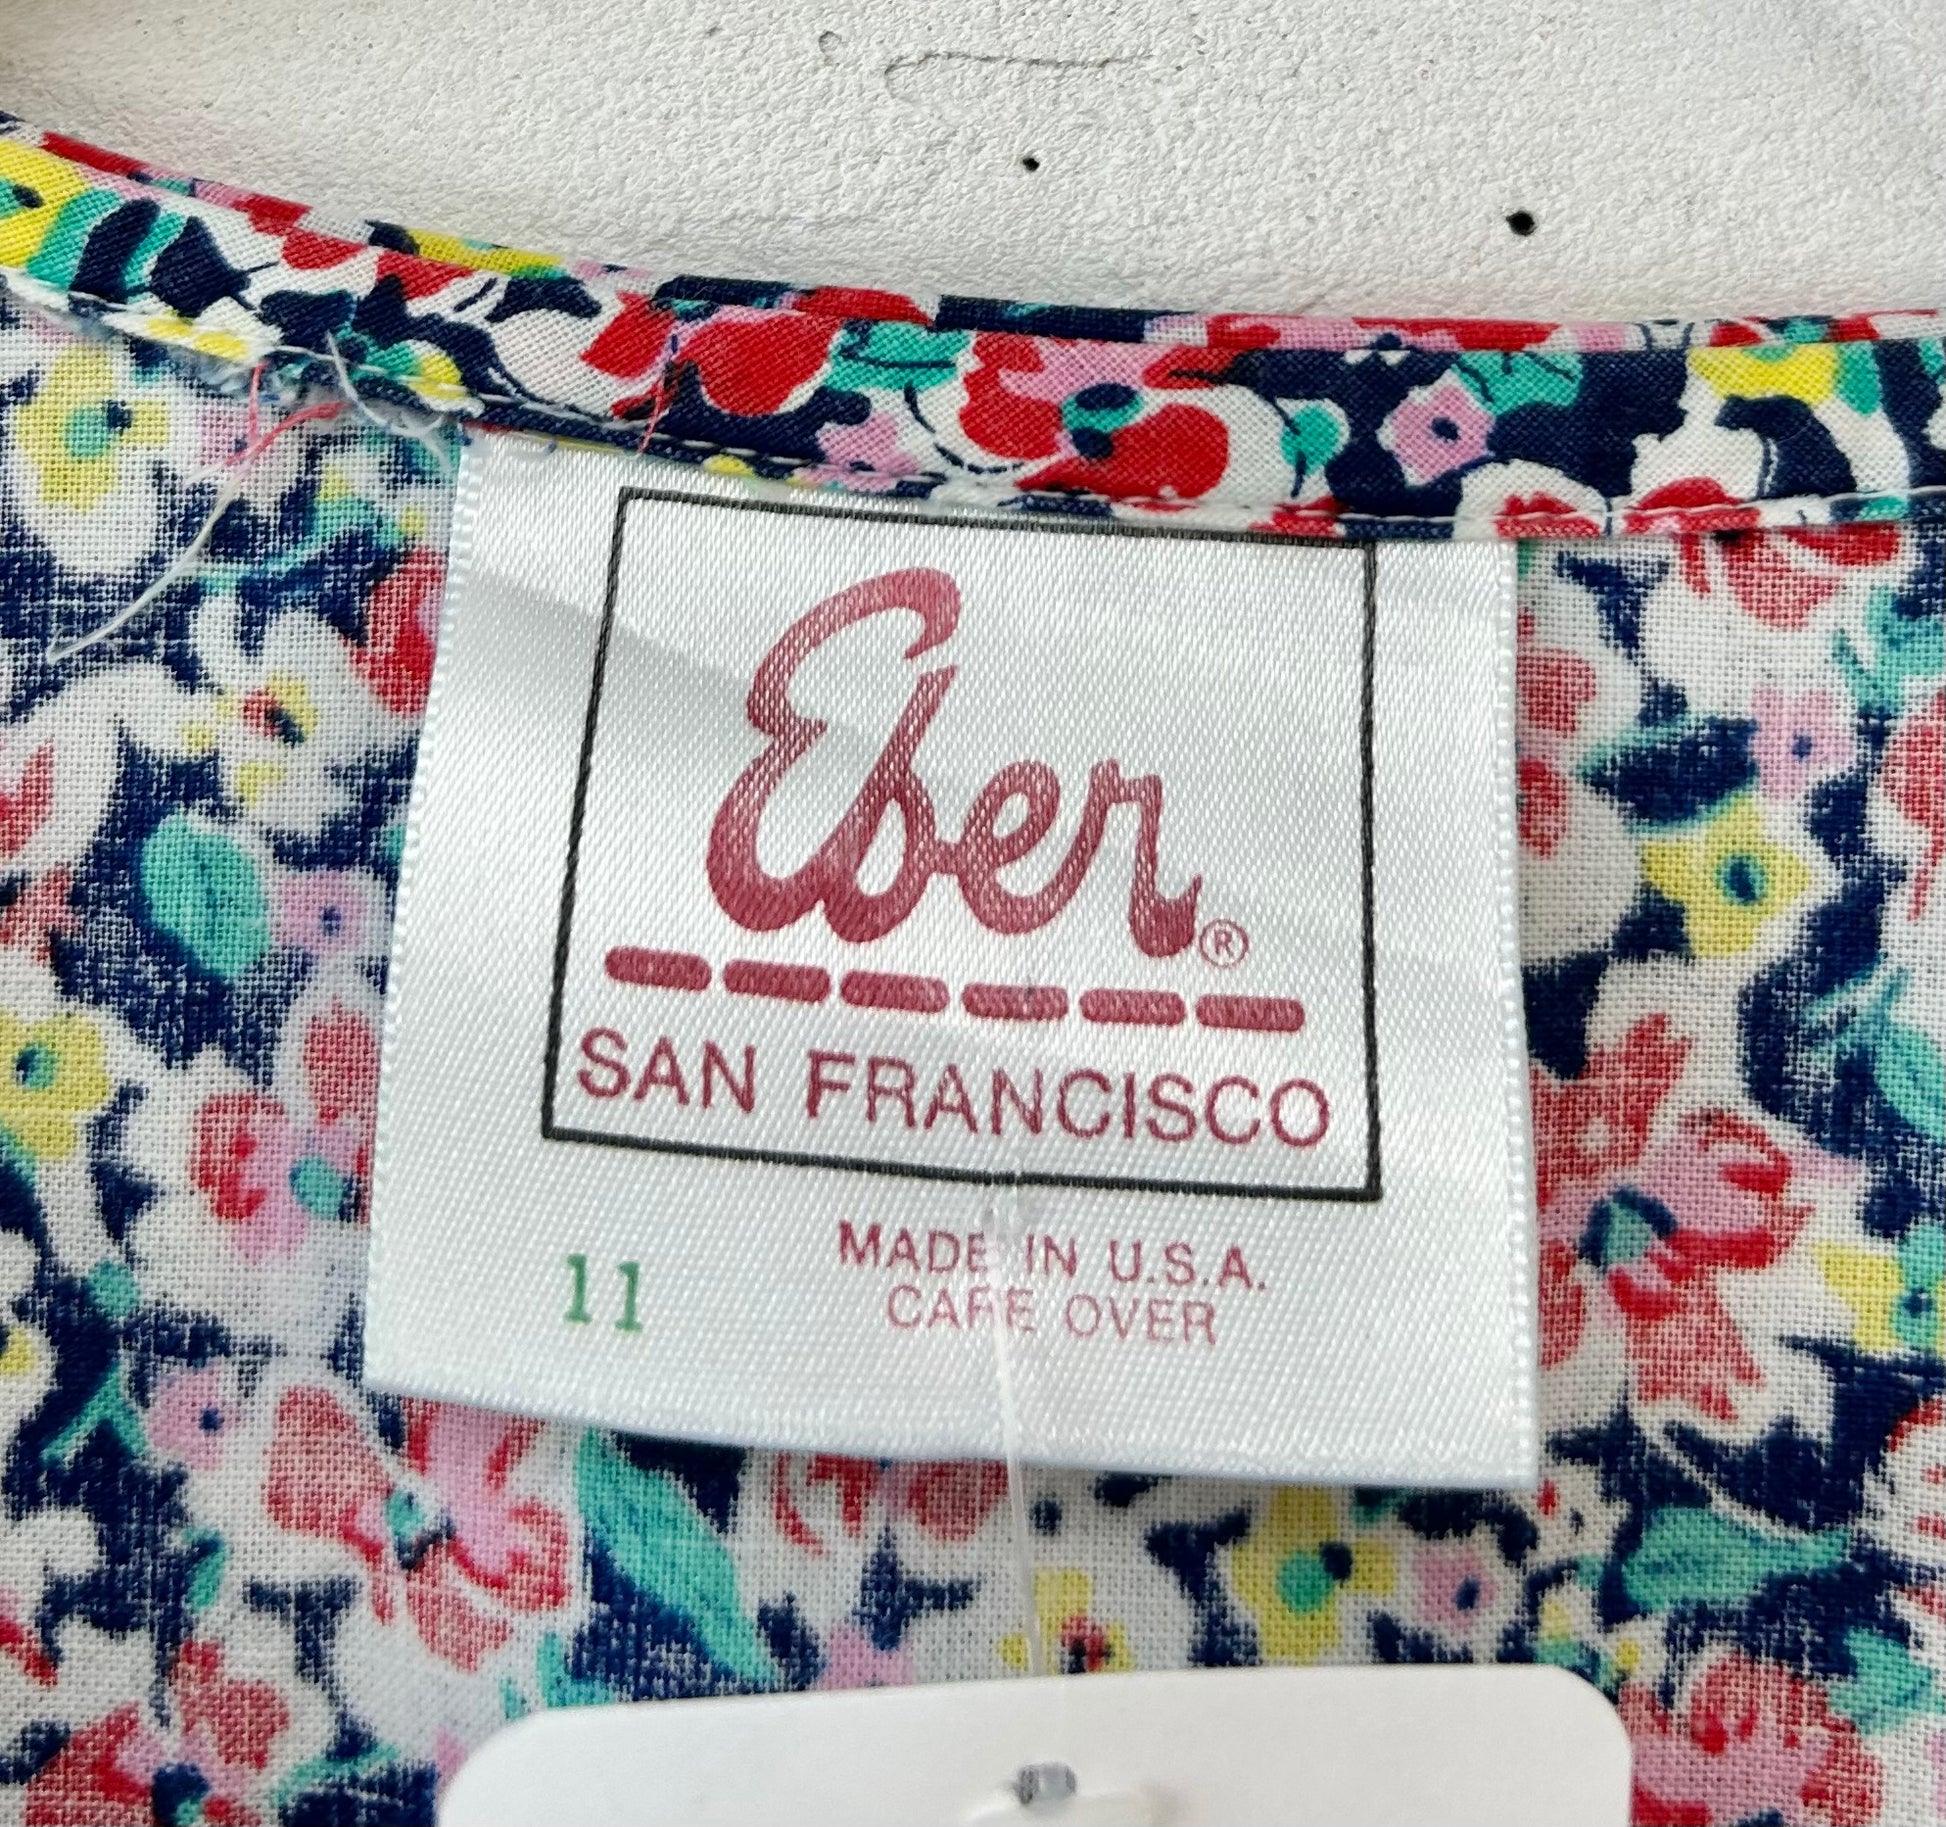 Eber®
SAN FRANCISCO
11
MADE IN U.S.A.
CARE OVER